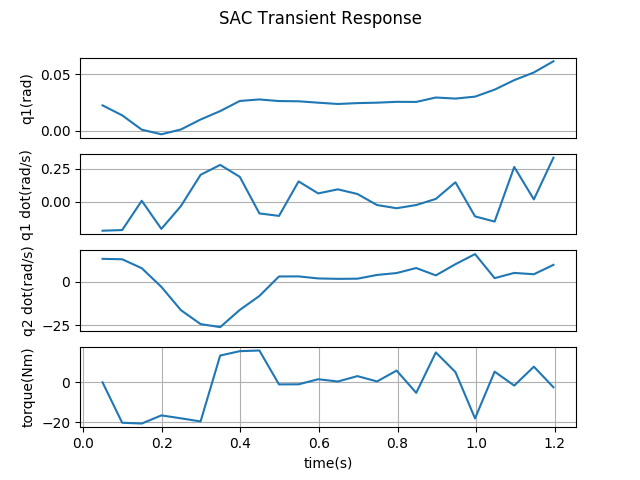 SAC Transient Response
q1(rad)
0.05
0.00
q1 dot(rad/s)
0.25
0.00
q2 dot(rad/s)
0
−25
torque(Nm)
0
−20
0.0 0.2 0.4 0.6 0.8 1.0 1.2
time(s)